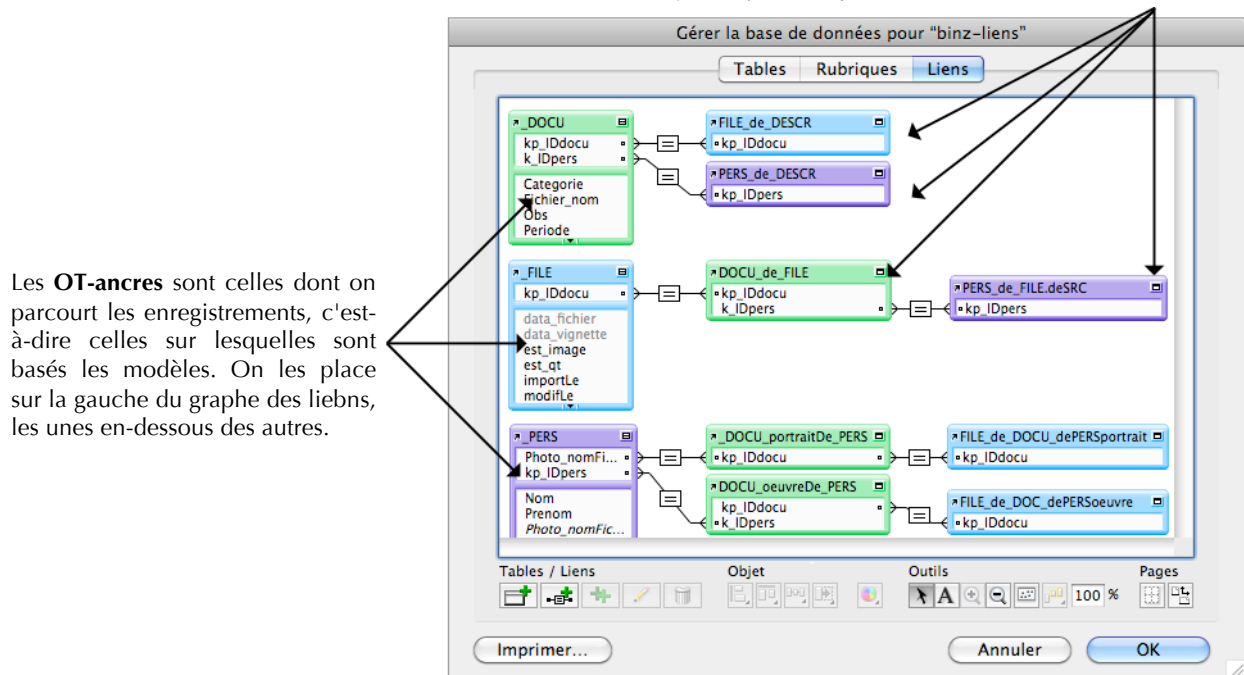 Gérer la base de données pour “binz-liens”
Tables Rubriques Liens
_DOCU
kp_IDdocu
k_IDpers
Categorie
Fichier_nom
Obs
Periode
FILE_de_DESCR
kp_IDdocu
PERS_de_DESCR
kp_IDpers
Les OT-ancres sont celles dont on
parcourt les enregistrements, c'est-
à-dire celles sur lesquelles sont
basés les modèles. On les place
sur la gauche du graphe des liebns,
les unes en-dessous des autres.
_FILE
kp_IDdocu
data_fichier
data_vignette
est_image
est_qt
importLe
modifLe
DOCU_de_FILE
kp_IDdocu
k_IDpers
PERS_de_FILE.deSRC
kp_IDpers
_PERS
Photo_nomFi...
kp_IDpers
Nom
Prenom
Photo_nomFic...
_DOCU_portraitDe_PERS
kp_IDdocu
FILE_de_DOCU_dePERSportrait
kp_IDdocu
DOCU_oeuvreDe_PERS
kp_IDdocu
k_IDpers
FILE_de_DOC_dePERSoeuvre
kp_IDdocu
Tables / Liens Objet Outils Pages
A 100 %
Imprimer... Annuler OK